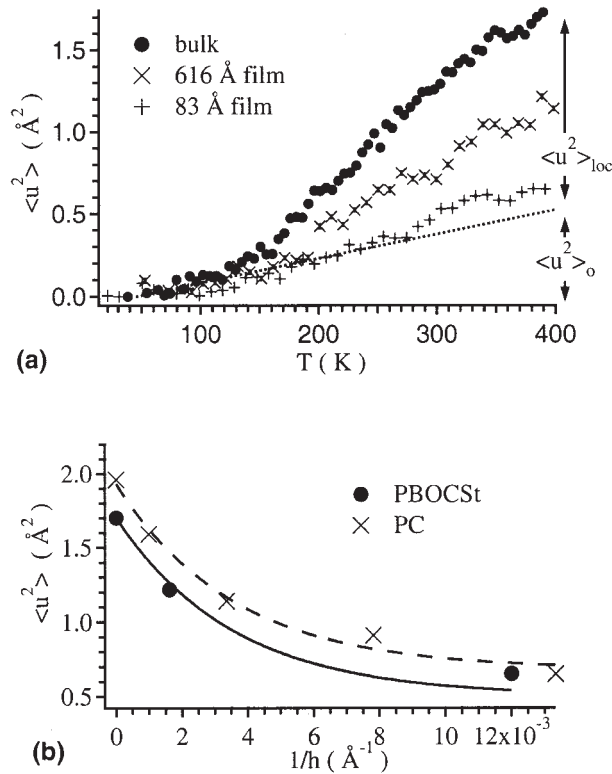 1.5
1.0
0.5
0.0
<u²> ( Å² )
bulk
616 Å film
83 Å film
<u²>loc
<u²>o
100
200
300
400
T ( K )
(a)
2.0
1.5
1.0
0.5
<u²> ( Å² )
PBOCSt
PC
0
2
4
6
8
10
12x10⁻³
1/h ( Å⁻¹ )
(b)